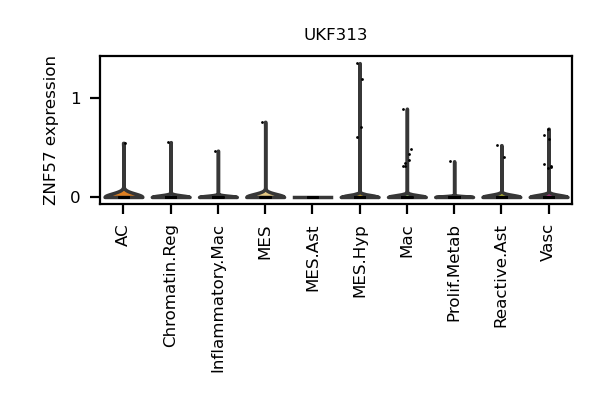 UKF313
ZNF57 expression
1
0
AC
Chromatin.Reg
Inflammatory.Mac
MES
MES.Ast
MES.Hyp
Mac
Prolif.Metab
Reactive.Ast
Vasc